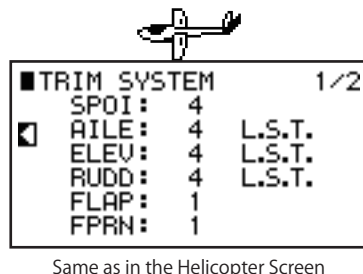 ■TRIM SYSTEM 1/2
SPOI: 4
AILE: 4 L.S.T.
ELEV: 4 L.S.T.
RUDD: 4 L.S.T.
FLAP: 1
FPRN: 1
Same as in the Helicopter Screen